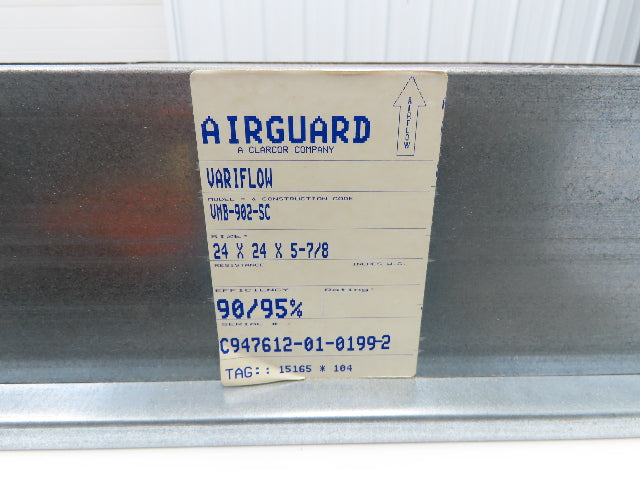 AIRGUARD
A CLARCOR COMPANY
AIRFLOW
VARIFLOW
MODEL # & CONSTRUCTION CODE
VMB-902-SC
SIZE:
24 X 24 X 5-7/8
RESISTANCE INCHES W.G.
EFFICIENCY Rating:
90/95%
SERIAL #
C947612-01-0199-2
TAG:: 15165 * 104